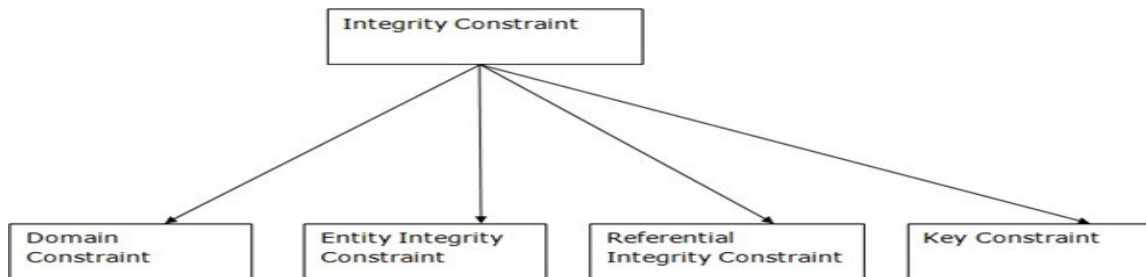 Integrity Constraint
Domain
Constraint
Entity Integrity
Constraint
Referential
Integrity Constraint
Key Constraint